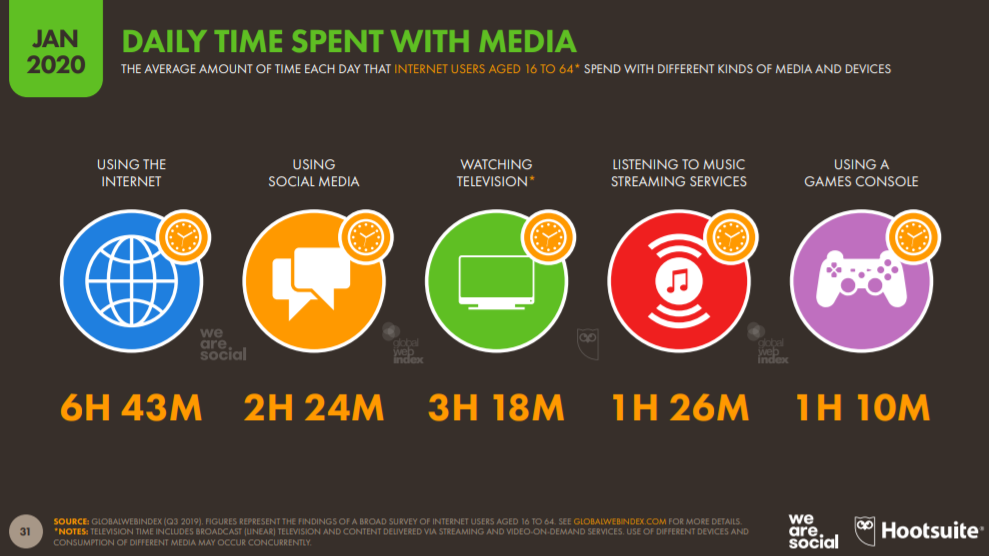 JAN
2020
DAILY TIME SPENT WITH MEDIA
THE AVERAGE AMOUNT OF TIME EACH DAY THAT INTERNET USERS AGED 16 TO 64* SPEND WITH DIFFERENT KINDS OF MEDIA AND DEVICES
USING THE
INTERNET
USING
SOCIAL MEDIA
WATCHING
TELEVISION*
LISTENING TO MUSIC
STREAMING SERVICES
USING A
GAMES CONSOLE
we
are
social
global
web
index
global
web
index
6H 43M
2H 24M
3H 18M
1H 26M
1H 10M
31
SOURCE: GLOBALWEBINDEX (Q3 2019). FIGURES REPRESENT THE FINDINGS OF A BROAD SURVEY OF INTERNET USERS AGED 16 TO 64. SEE GLOBALWEBINDEX.COM FOR MORE DETAILS.
*NOTES: TELEVISION TIME INCLUDES BROADCAST (LINEAR) TELEVISION AND CONTENT DELIVERED VIA STREAMING AND VIDEO-ON-DEMAND SERVICES. USE OF DIFFERENT DEVICES AND
CONSUMPTION OF DIFFERENT MEDIA MAY OCCUR CONCURRENTLY.
we
are
social
Hootsuite®